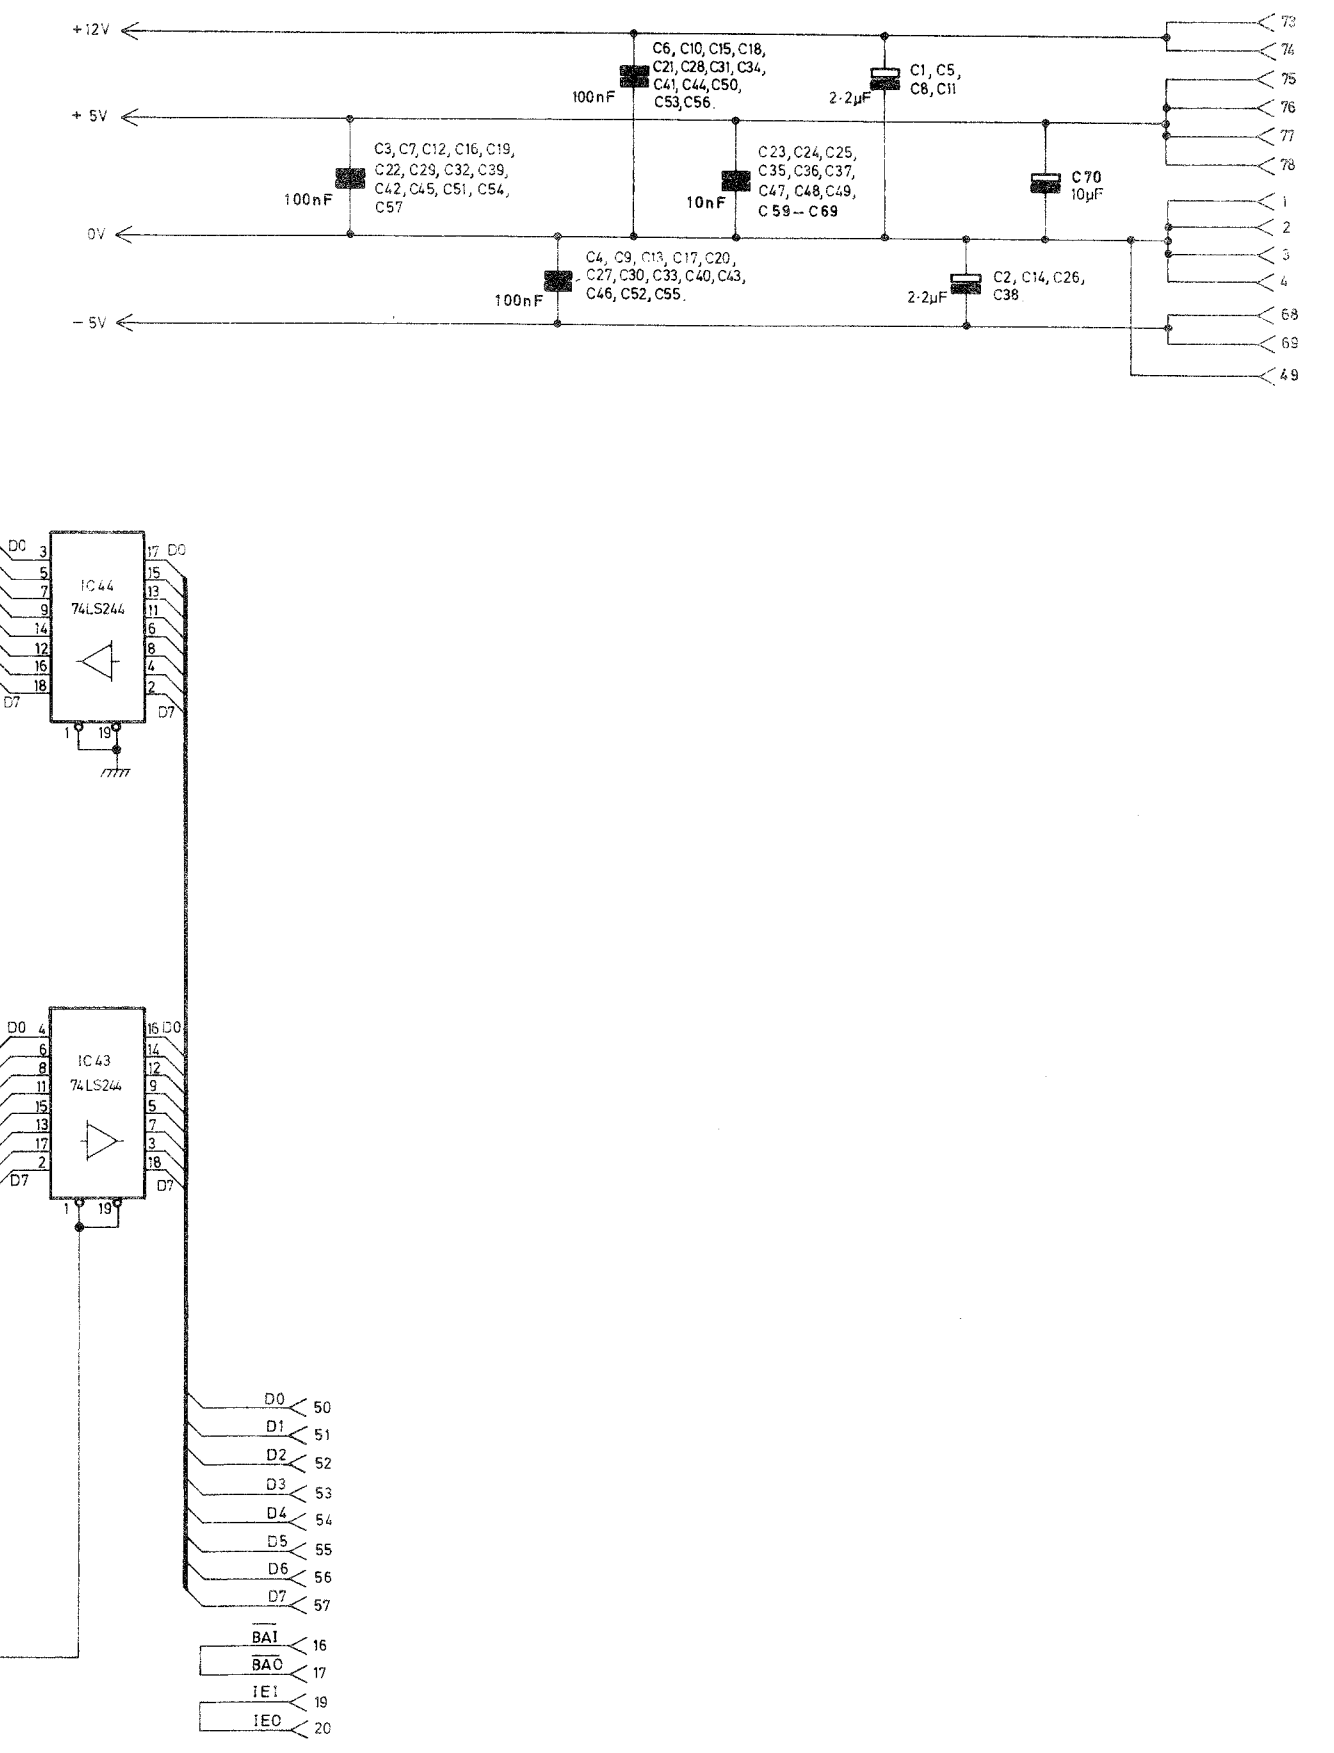 +12V
73
74
C6, C10, C15, C18,
C21, C28, C31, C34,
C41, C44, C50,
C53, C56.
100nF
C1, C5,
C8, C11
2·2µF
75
76
77
78
+ 5V
C3, C7, C12, C16, C19,
C22, C29, C32, C39,
C42, C45, C51, C54,
C57
100nF
C23, C24, C25,
C35, C36, C37,
C47, C48, C49,
C59–C69
10nF
C70
10µF
0V
1
2
3
4
C4, C9, C13, C17, C20,
C27, C30, C33, C40, C43,
C46, C52, C55.
100nF
C2, C14, C26,
C38
2·2µF
– 5V
68
69
49
D0 3 17 D0
5 15
7 13
9 11
14 6
12 8
16 4
18 2
D7 D7
IC44
74LS244
1 19
D0 4 16 D0
6 14
8 12
11 9
15 5
13 7
17 3
2 18
D7 D7
IC43
74LS244
1 19
D0 50
D1 51
D2 52
D3 53
D4 54
D5 55
D6 56
D7 57
BAI 16
BAO 17
IEI 19
IEO 20